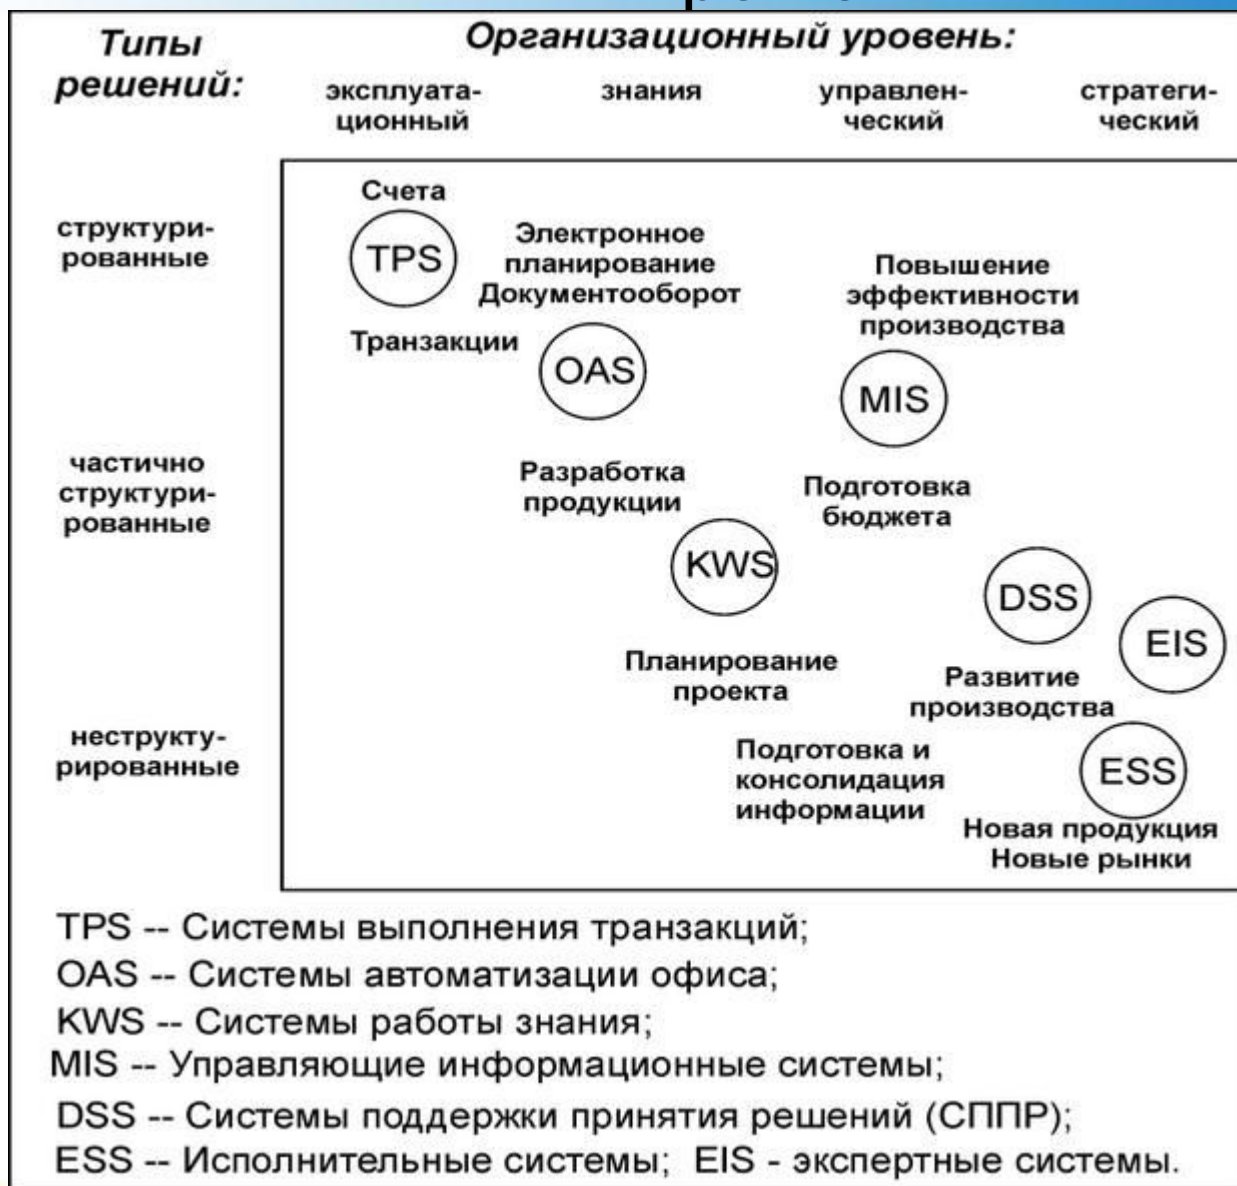 Типы
решений:
Организационный уровень:
эксплуата-
ционный
знания
управлен-
ческий
стратеги-
ческий
структури-
рованные
Счета
TPS
Транзакции
Электронное
планирование
Документооборот
OAS
Повышение
эффективности
производства
MIS
частично
структури-
рованные
Разработка
продукции
KWS
Подготовка
бюджета
DSS
EIS
Планирование
проекта
Развитие
производства
неструкту-
рированные
Подготовка и
консолидация
информации
ESS
Новая продукция
Новые рынки
TPS -- Системы выполнения транзакций;
OAS -- Системы автоматизации офиса;
KWS -- Системы работы знания;
MIS -- Управляющие информационные системы;
DSS -- Системы поддержки принятия решений (СППР);
ESS -- Исполнительные системы; EIS - экспертные системы.